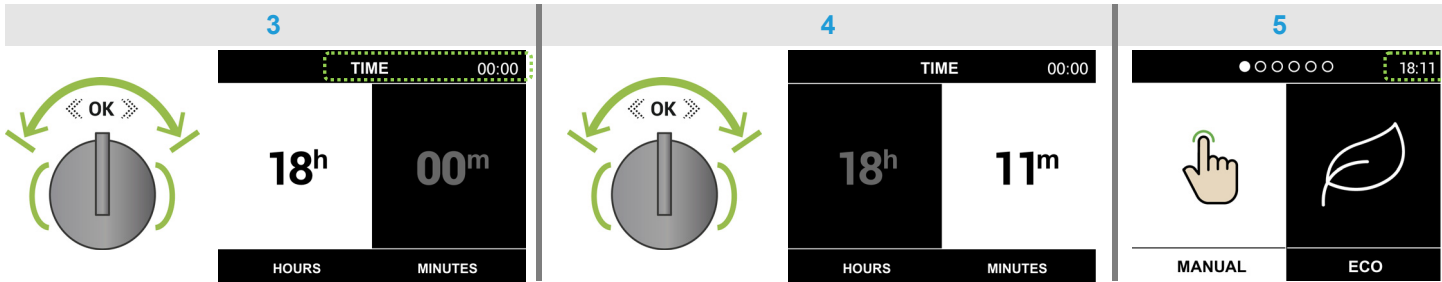 3
OK
TIME 00:00
18h 00m
HOURS MINUTES
4
OK
TIME 00:00
18h 11m
HOURS MINUTES
5
18:11
MANUAL ECO